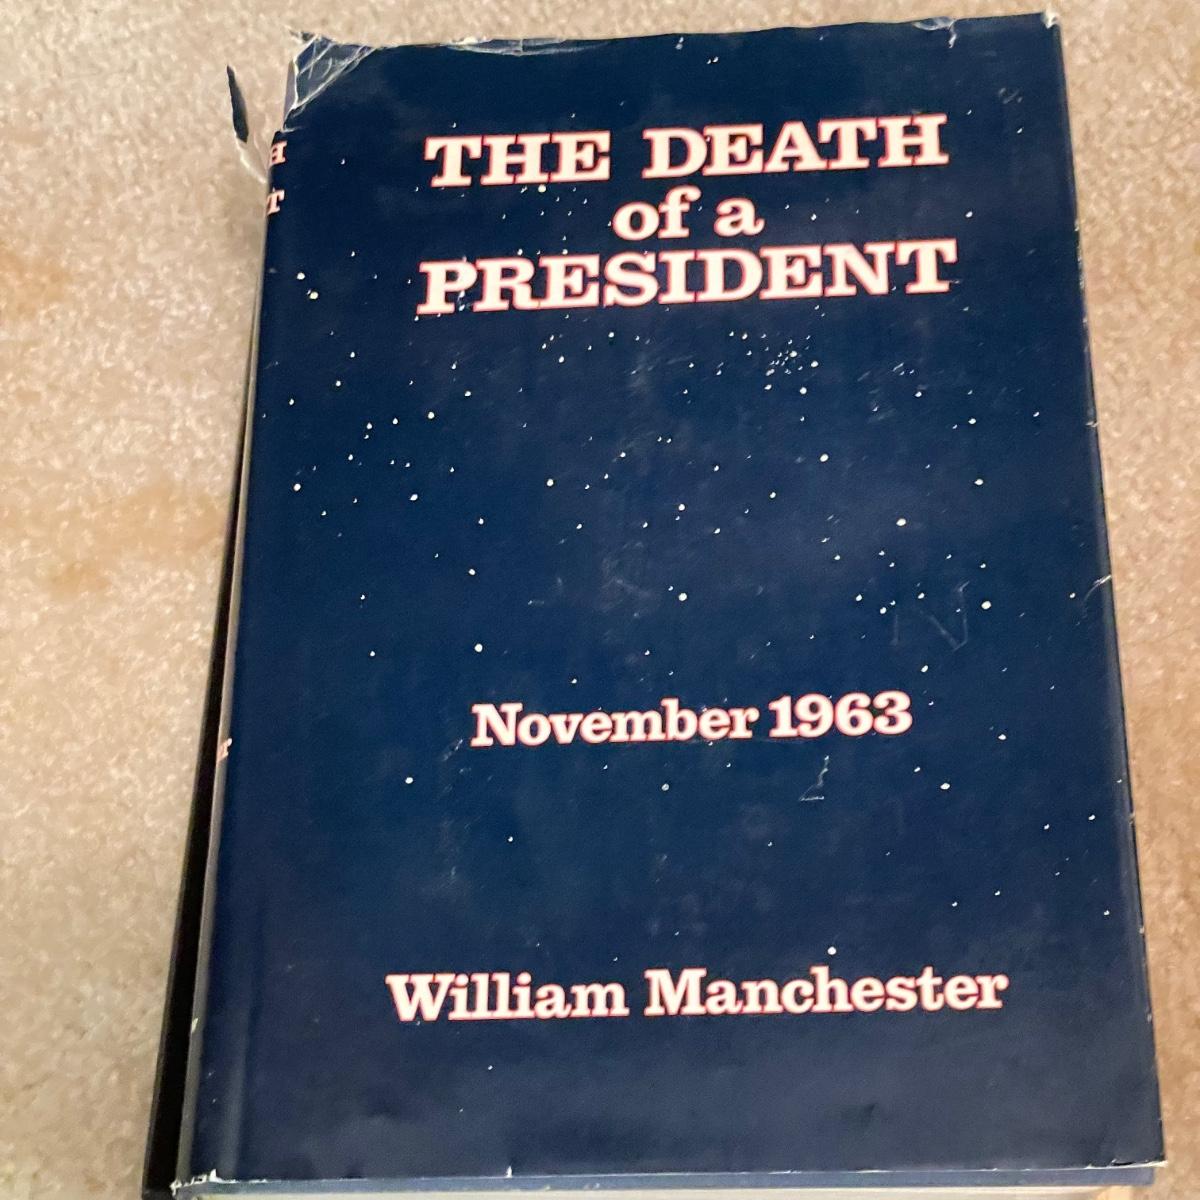 THE DEATH
of a
PRESIDENT
November 1963
William Manchester
H
T
r